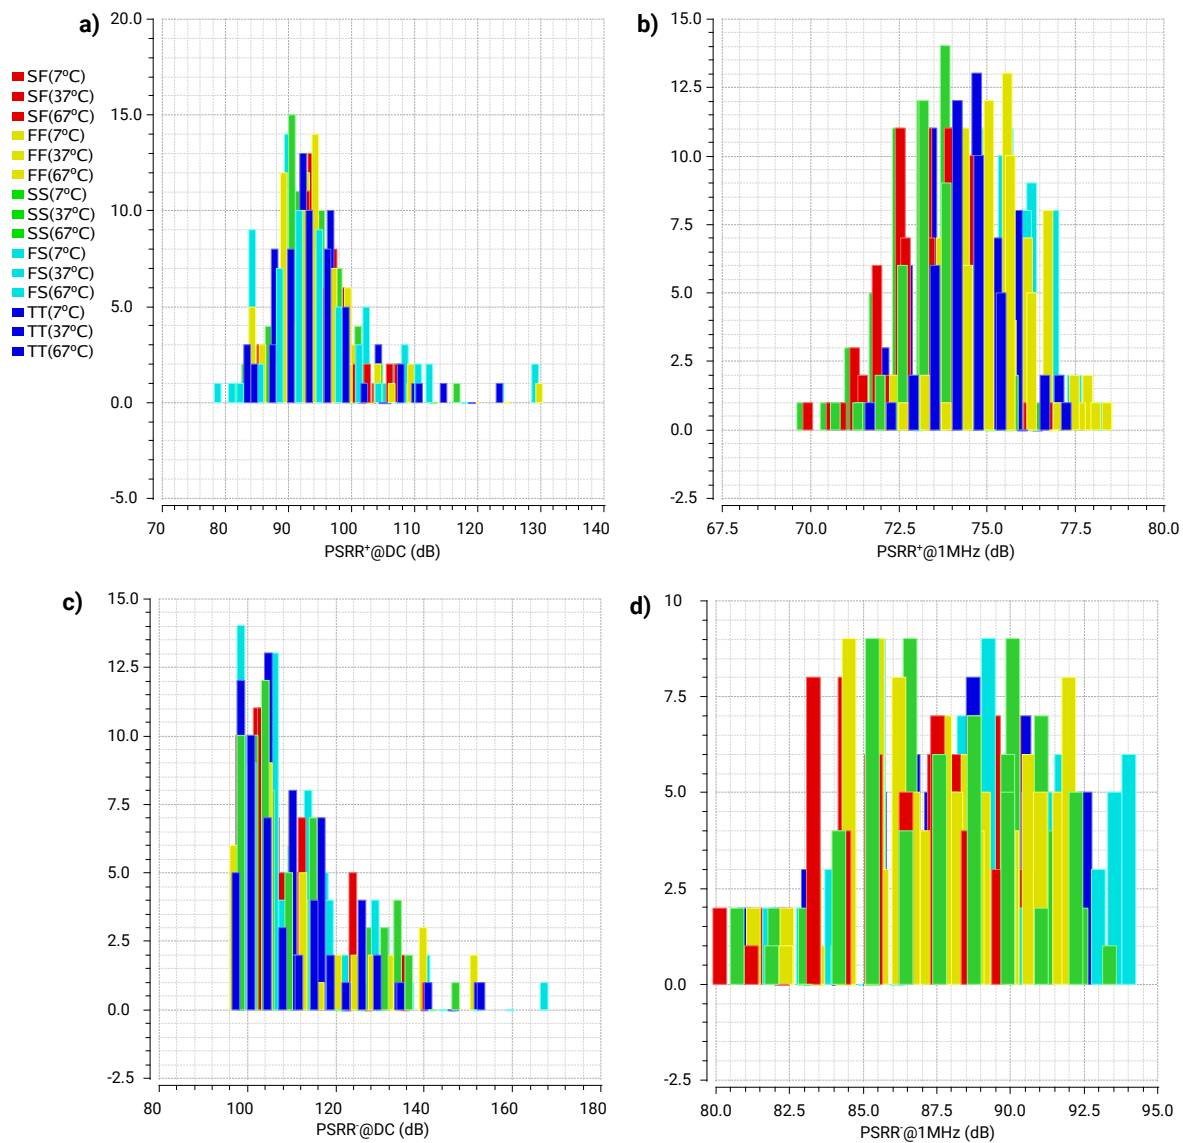 a)
20.0
15.0
10.0
5.0
0.0
-5.0
70 80 90 100 110 120 130 140
PSRR⁺@DC (dB)
SF(7ºC)
SF(37ºC)
SF(67ºC)
FF(7ºC)
FF(37ºC)
FF(67ºC)
SS(7ºC)
SS(37ºC)
SS(67ºC)
FS(7ºC)
FS(37ºC)
FS(67ºC)
TT(7ºC)
TT(37ºC)
TT(67ºC)
b)
15.0
12.5
10.0
7.5
5.0
2.5
0.0
-2.5
67.5 70.0 72.5 75.0 77.5 80.0
PSRR⁺@1MHz (dB)
c)
15.0
12.5
10.0
7.5
5.0
2.5
0.0
-2.5
80 100 120 140 160 180
PSRR⁻@DC (dB)
d)
10
7.5
5.0
2.5
0.0
-2.5
80.0 82.5 85.0 87.5 90.0 92.5 95.0
PSRR⁻@1MHz (dB)